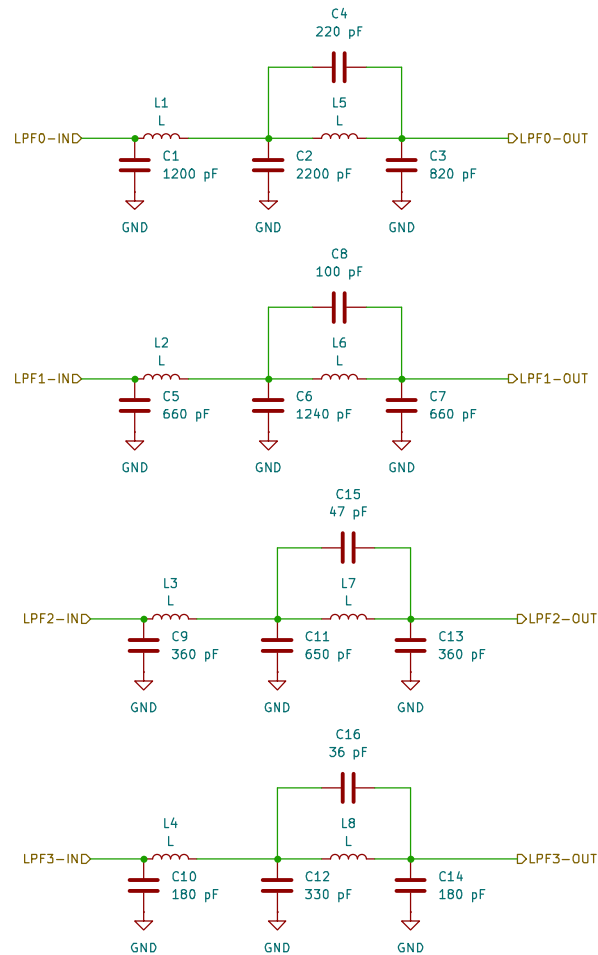 C4
220 pF
L1
L
L5
L
LPF0-IN
LPF0-OUT
C1
1200 pF
C2
2200 pF
C3
820 pF
GND
GND
GND
C8
100 pF
L2
L
L6
L
LPF1-IN
LPF1-OUT
C5
660 pF
C6
1240 pF
C7
660 pF
GND
GND
GND
C15
47 pF
L3
L
L7
L
LPF2-IN
LPF2-OUT
C9
360 pF
C11
650 pF
C13
360 pF
GND
GND
GND
C16
36 pF
L4
L
L8
L
LPF3-IN
LPF3-OUT
C10
180 pF
C12
330 pF
C14
180 pF
GND
GND
GND